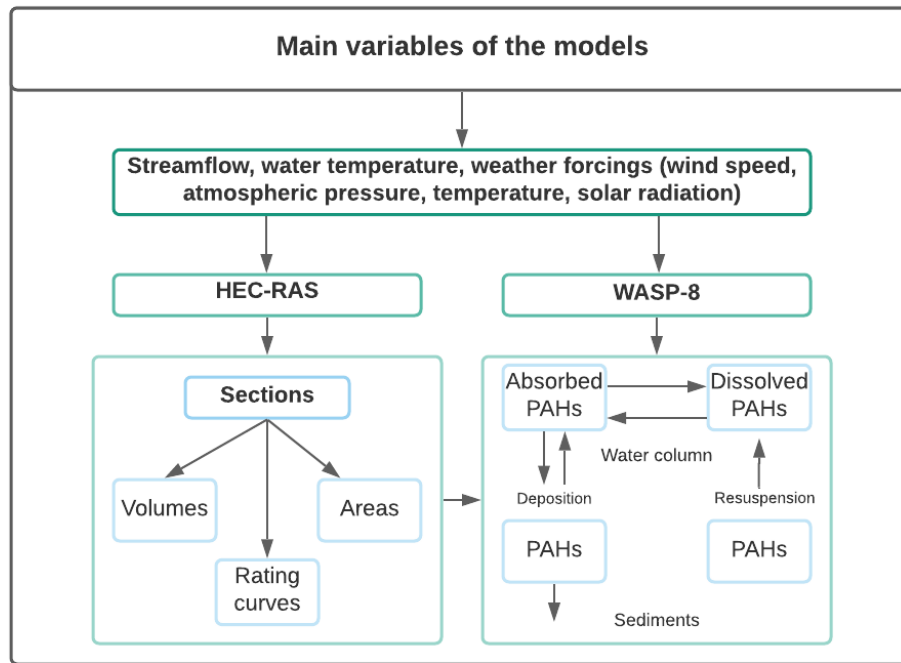 Main variables of the models
Streamflow, water temperature, weather forcings (wind speed,
atmospheric pressure, temperature, solar radiation)
HEC-RAS
WASP-8
Sections
Volumes
Areas
Rating
curves
Absorbed
PAHs
Dissolved
PAHs
Water column
Deposition
Resuspension
PAHs
PAHs
Sediments